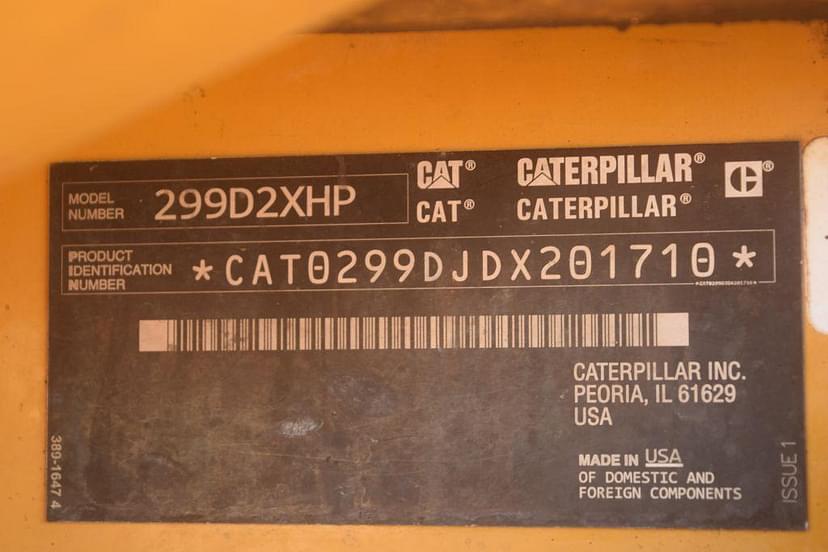 MODEL NUMBER 299D2XHP
CAT® CATERPILLAR® C®
CAT® CATERPILLAR®
PRODUCT IDENTIFICATION NUMBER *CAT0299DJDX201710*
*CAT0299DJDX201710*
CATERPILLAR INC.
PEORIA, IL 61629
USA
MADE IN USA
OF DOMESTIC AND
FOREIGN COMPONENTS
389-1647 4
ISSUE 1